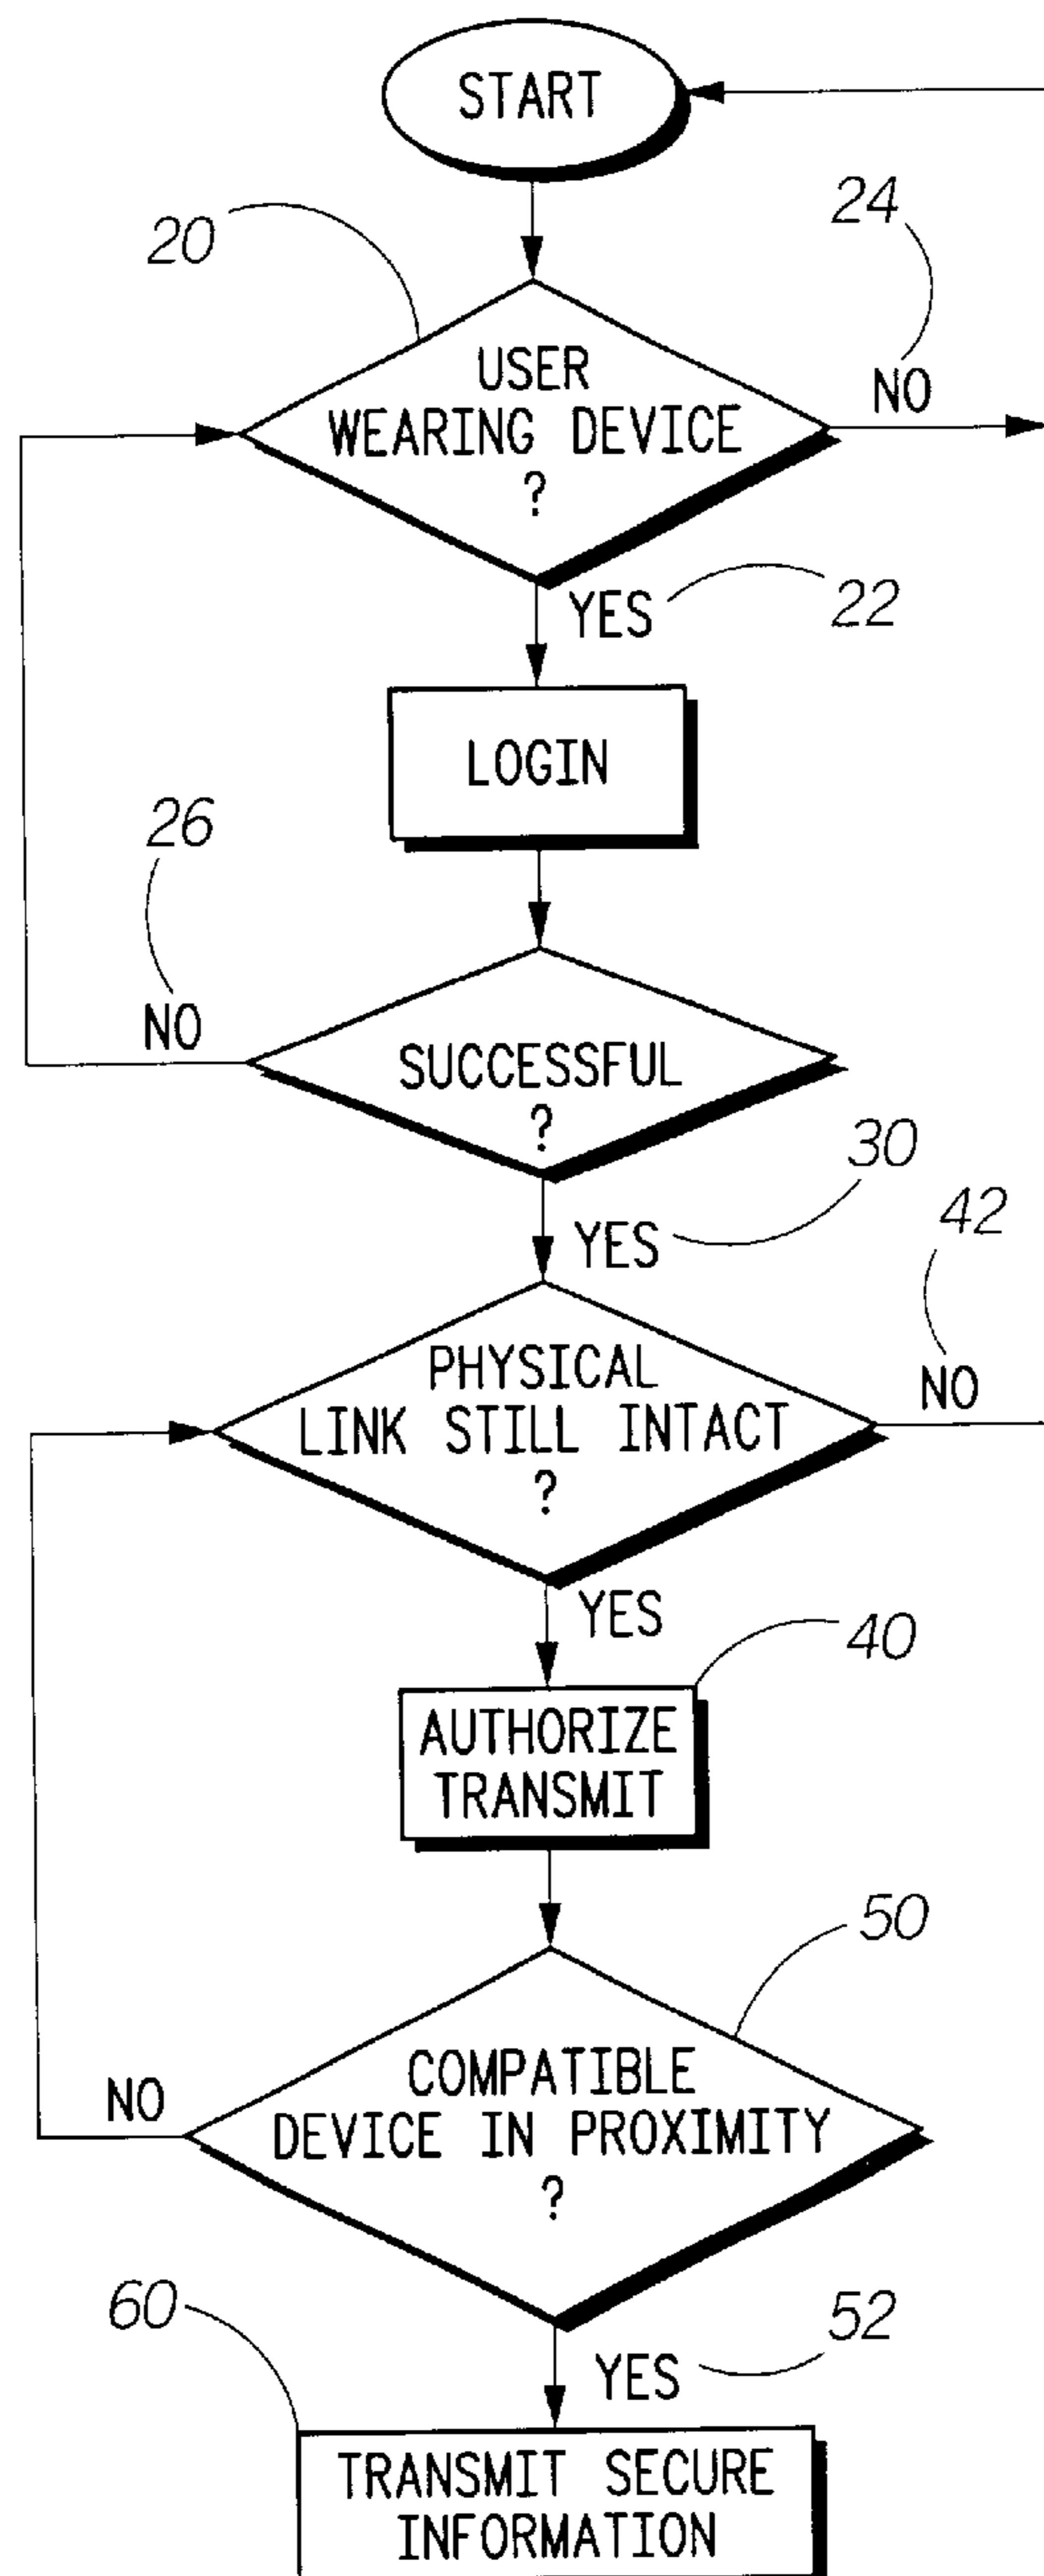 START
20
24
USER
WEARING DEVICE
?
NO
YES
22
LOGIN
26
NO
SUCCESSFUL
?
30
YES
42
PHYSICAL
LINK STILL INTACT
?
NO
YES
40
AUTHORIZE
TRANSMIT
50
COMPATIBLE
DEVICE IN PROXIMITY
?
NO
60
52
YES
TRANSMIT SECURE
INFORMATION